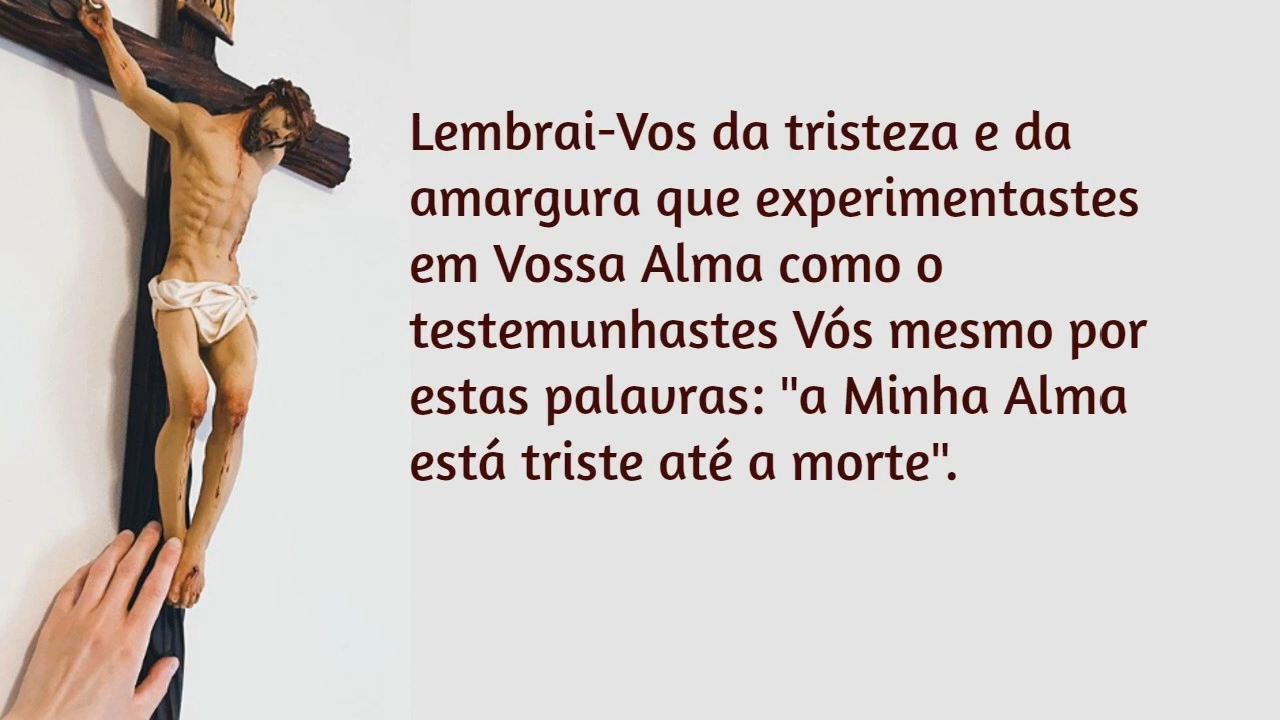 Lembrai-Vos da tristeza e da
amargura que experimentastes
em Vossa Alma como o
testemunhastes Vós mesmo por
estas palavras: "a Minha Alma
está triste até a morte".